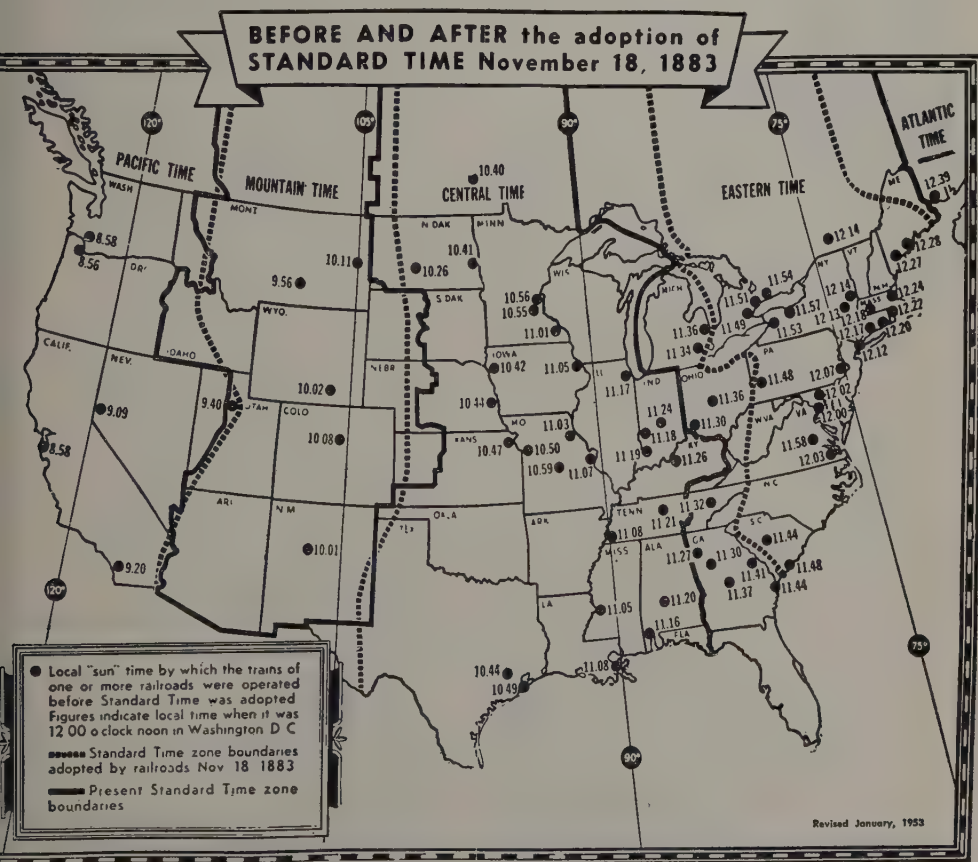 BEFORE AND AFTER the adoption of
STANDARD TIME November 18, 1883
120°
105°
90°
75°
ATLANTIC
TIME
PACIFIC TIME
MOUNTAIN TIME
CENTRAL TIME
EASTERN TIME
10.40
WASH
MONT
N DAK
MINN
ME
12.39
8.58
8.56
12.14
12.28
12.27
10.11
10.26
10.41
9.56
WIS
NY
VT
MICH
11.54
11.51
12.14
N.H.
12.24
MASS
12.22
WYO.
S DAK
10.56
10.55
11.57
12.13
12.18
11.49
11.53
12.17
12.20
11.01
11.36
12.12
CALIF.
NEV.
IDAHO
11.34
PA
NEBR
IOWA
10.42
11.05
ILL
11.17
IND
OHIO
11.48
12.07
10.02
9.40
UTAH
COLO
10.44
11.36
12.02
9.09
W VA
VA
12.00
11.24
11.30
10.08
KANS
MO
11.03
11.18
KY
11.58
8.58
10.47
10.50
11.19
11.26
12.03
10.59
11.07
ARI
N M
N C
TENN
11.32
TEX
OKLA
11 21
ARK
11 08
S C
11.44
MISS
ALA
GA
10.01
11.27
11 30
11.48
9.20
11.41
11.37
11.44
120°
LA
11.05
11.20
11.16
FLA
75°
11.08
10.44
10 49
90°
Local "sun" time by which the trains of
one or more railroads were operated
before Standard Time was adopted
Figures indicate local time when it was
12 00 o clock noon in Washington D C
Standard Time zone boundaries
adopted by railroads Nov 18 1883
Present Standard Time zone
boundaries
Revised January, 1953